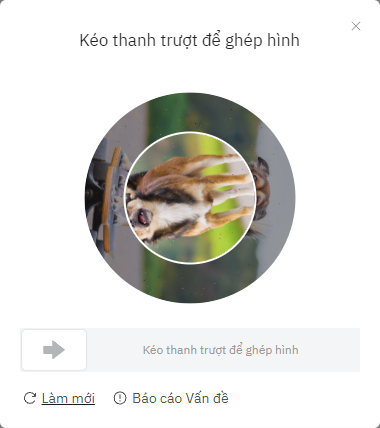 Kéo thanh trượt để ghép hình
Kéo thanh trượt để ghép hình
Làm mới
Báo cáo Vấn đề